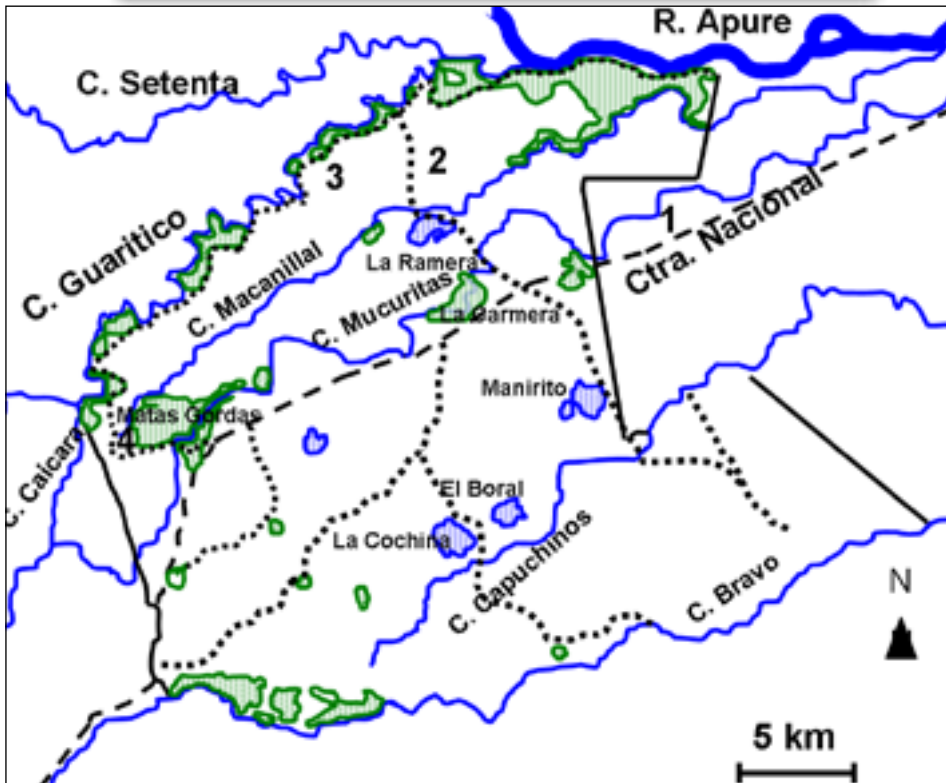 R. Apure
C. Setenta
2
3
1
C. Guaritico
Ctra. Nacional
La Ramera
C. Macanillal
C. Mucuritas
La Carmera
Manirito
Matas Gordas
4
C. Caicara
El Boral
La Cochina
C. Capuchinos
C. Bravo
N
5 km